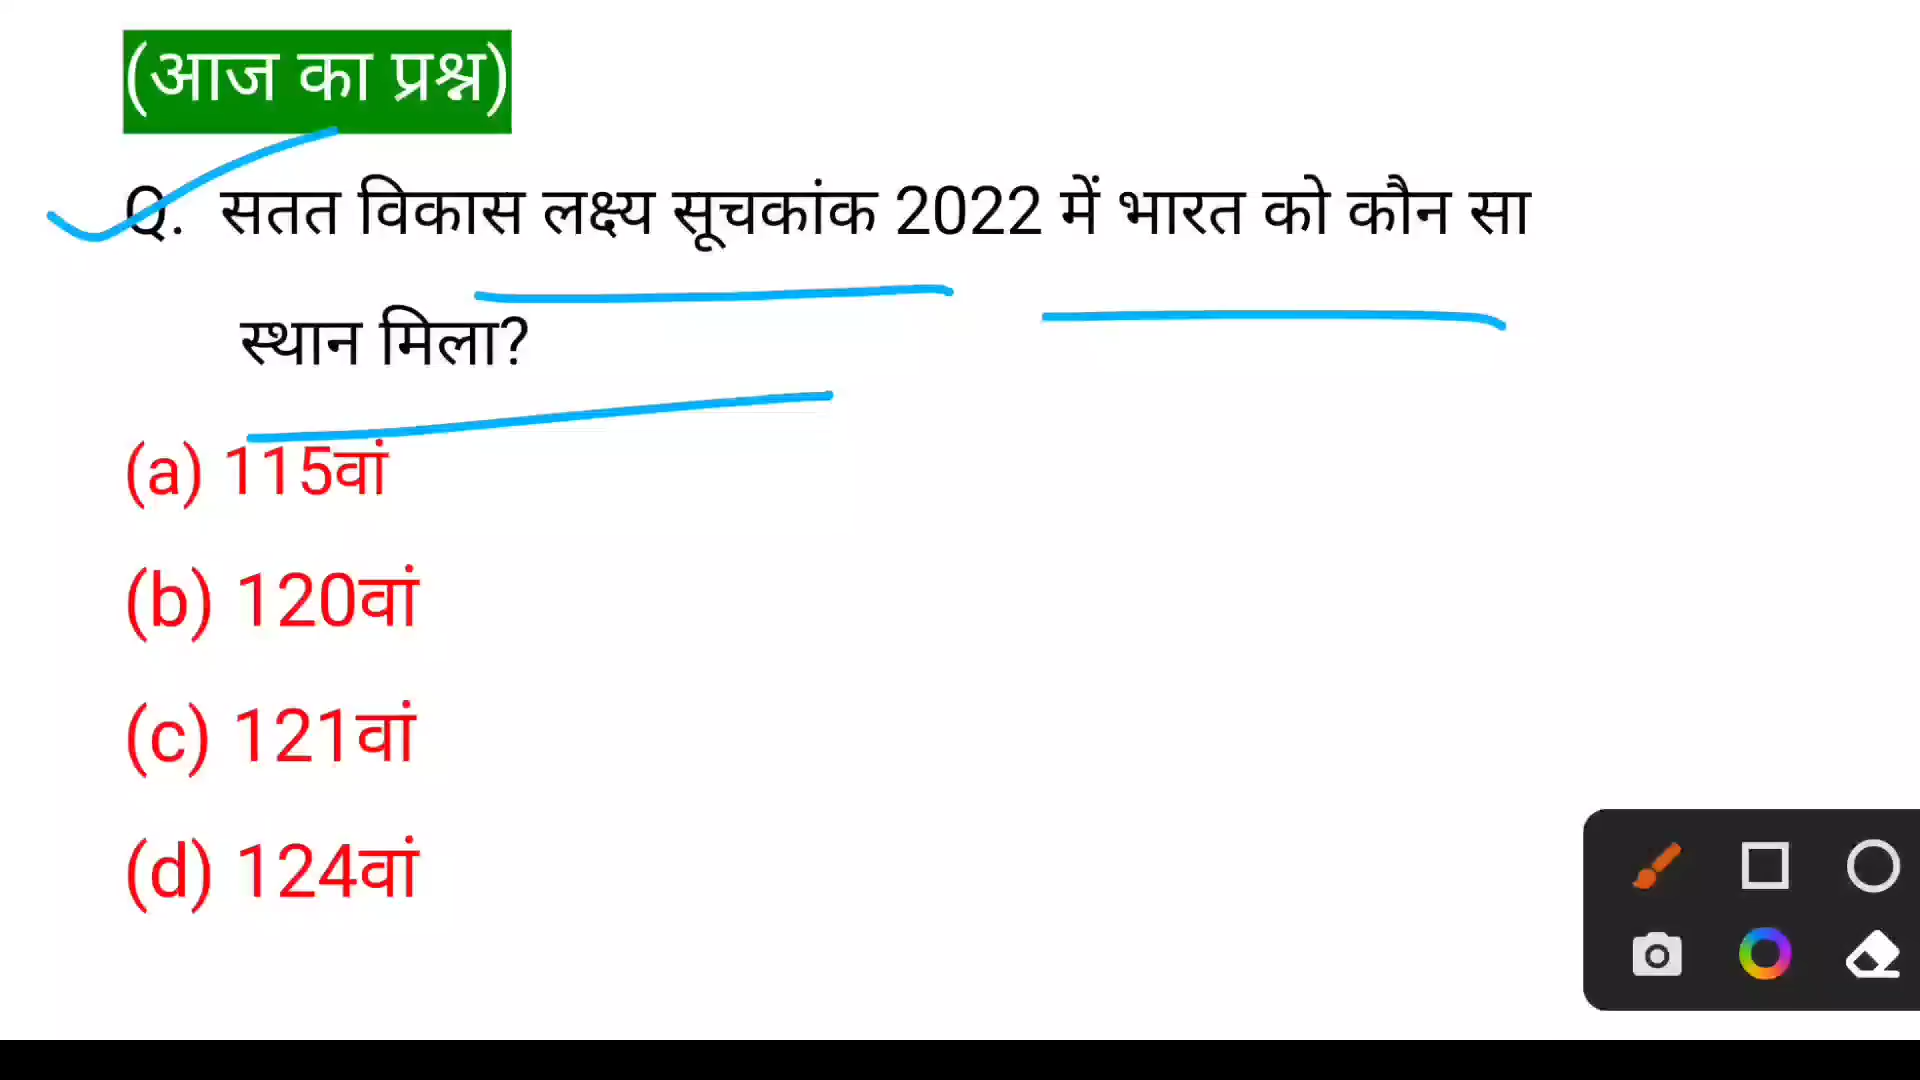 (आज का प्रश्न)
Q. सतत विकास लक्ष्य सूचकांक 2022 में भारत को कौन सा
स्थान मिला?
(a) 115वां
(b) 120वां
(c) 121वां
(d) 124वां